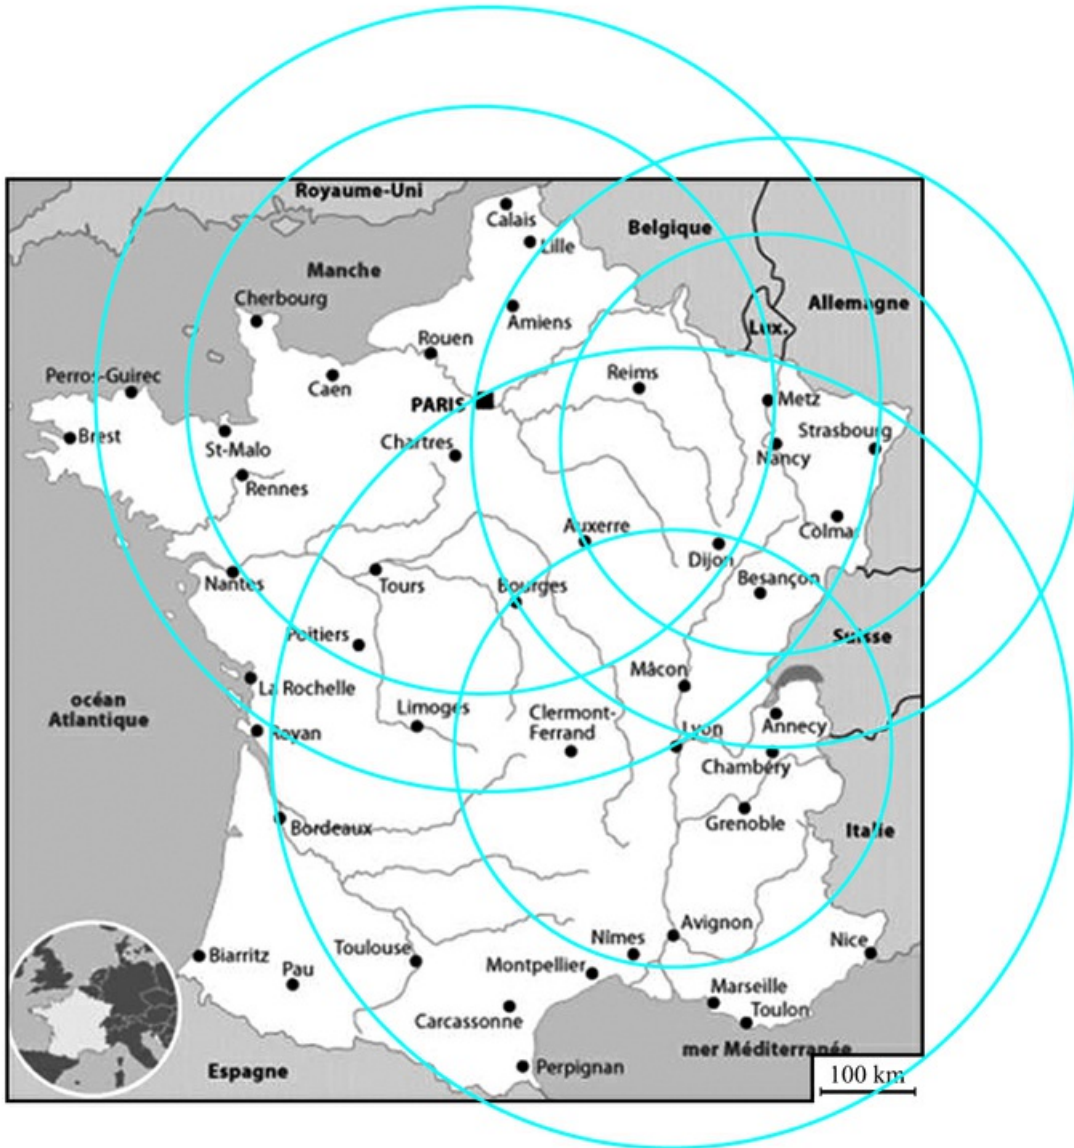 Royaume-Uni
Calais
Lille
Belgique
Manche
Allemagne
Cherbourg
Amiens
Lux.
Rouen
Perros-Guirec
Caen
Reims
PARIS
Metz
Brest
St-Malo
Chartres
Strasbourg
Nancy
Rennes
Auxerre
Colmar
Dijon
Nantes
Tours
Bourges
Besançon
Poitiers
Suisse
Mâcon
La Rochelle
océan
Atlantique
Limoges
Clermont-
Ferrand
Annecy
Royan
Lyon
Chambéry
Grenoble
Bordeaux
Italie
Avignon
Nîmes
Nice
Toulouse
Biarritz
Montpellier
Pau
Marseille
Toulon
Carcassonne
mer Méditerranée
Espagne
Perpignan
100 km